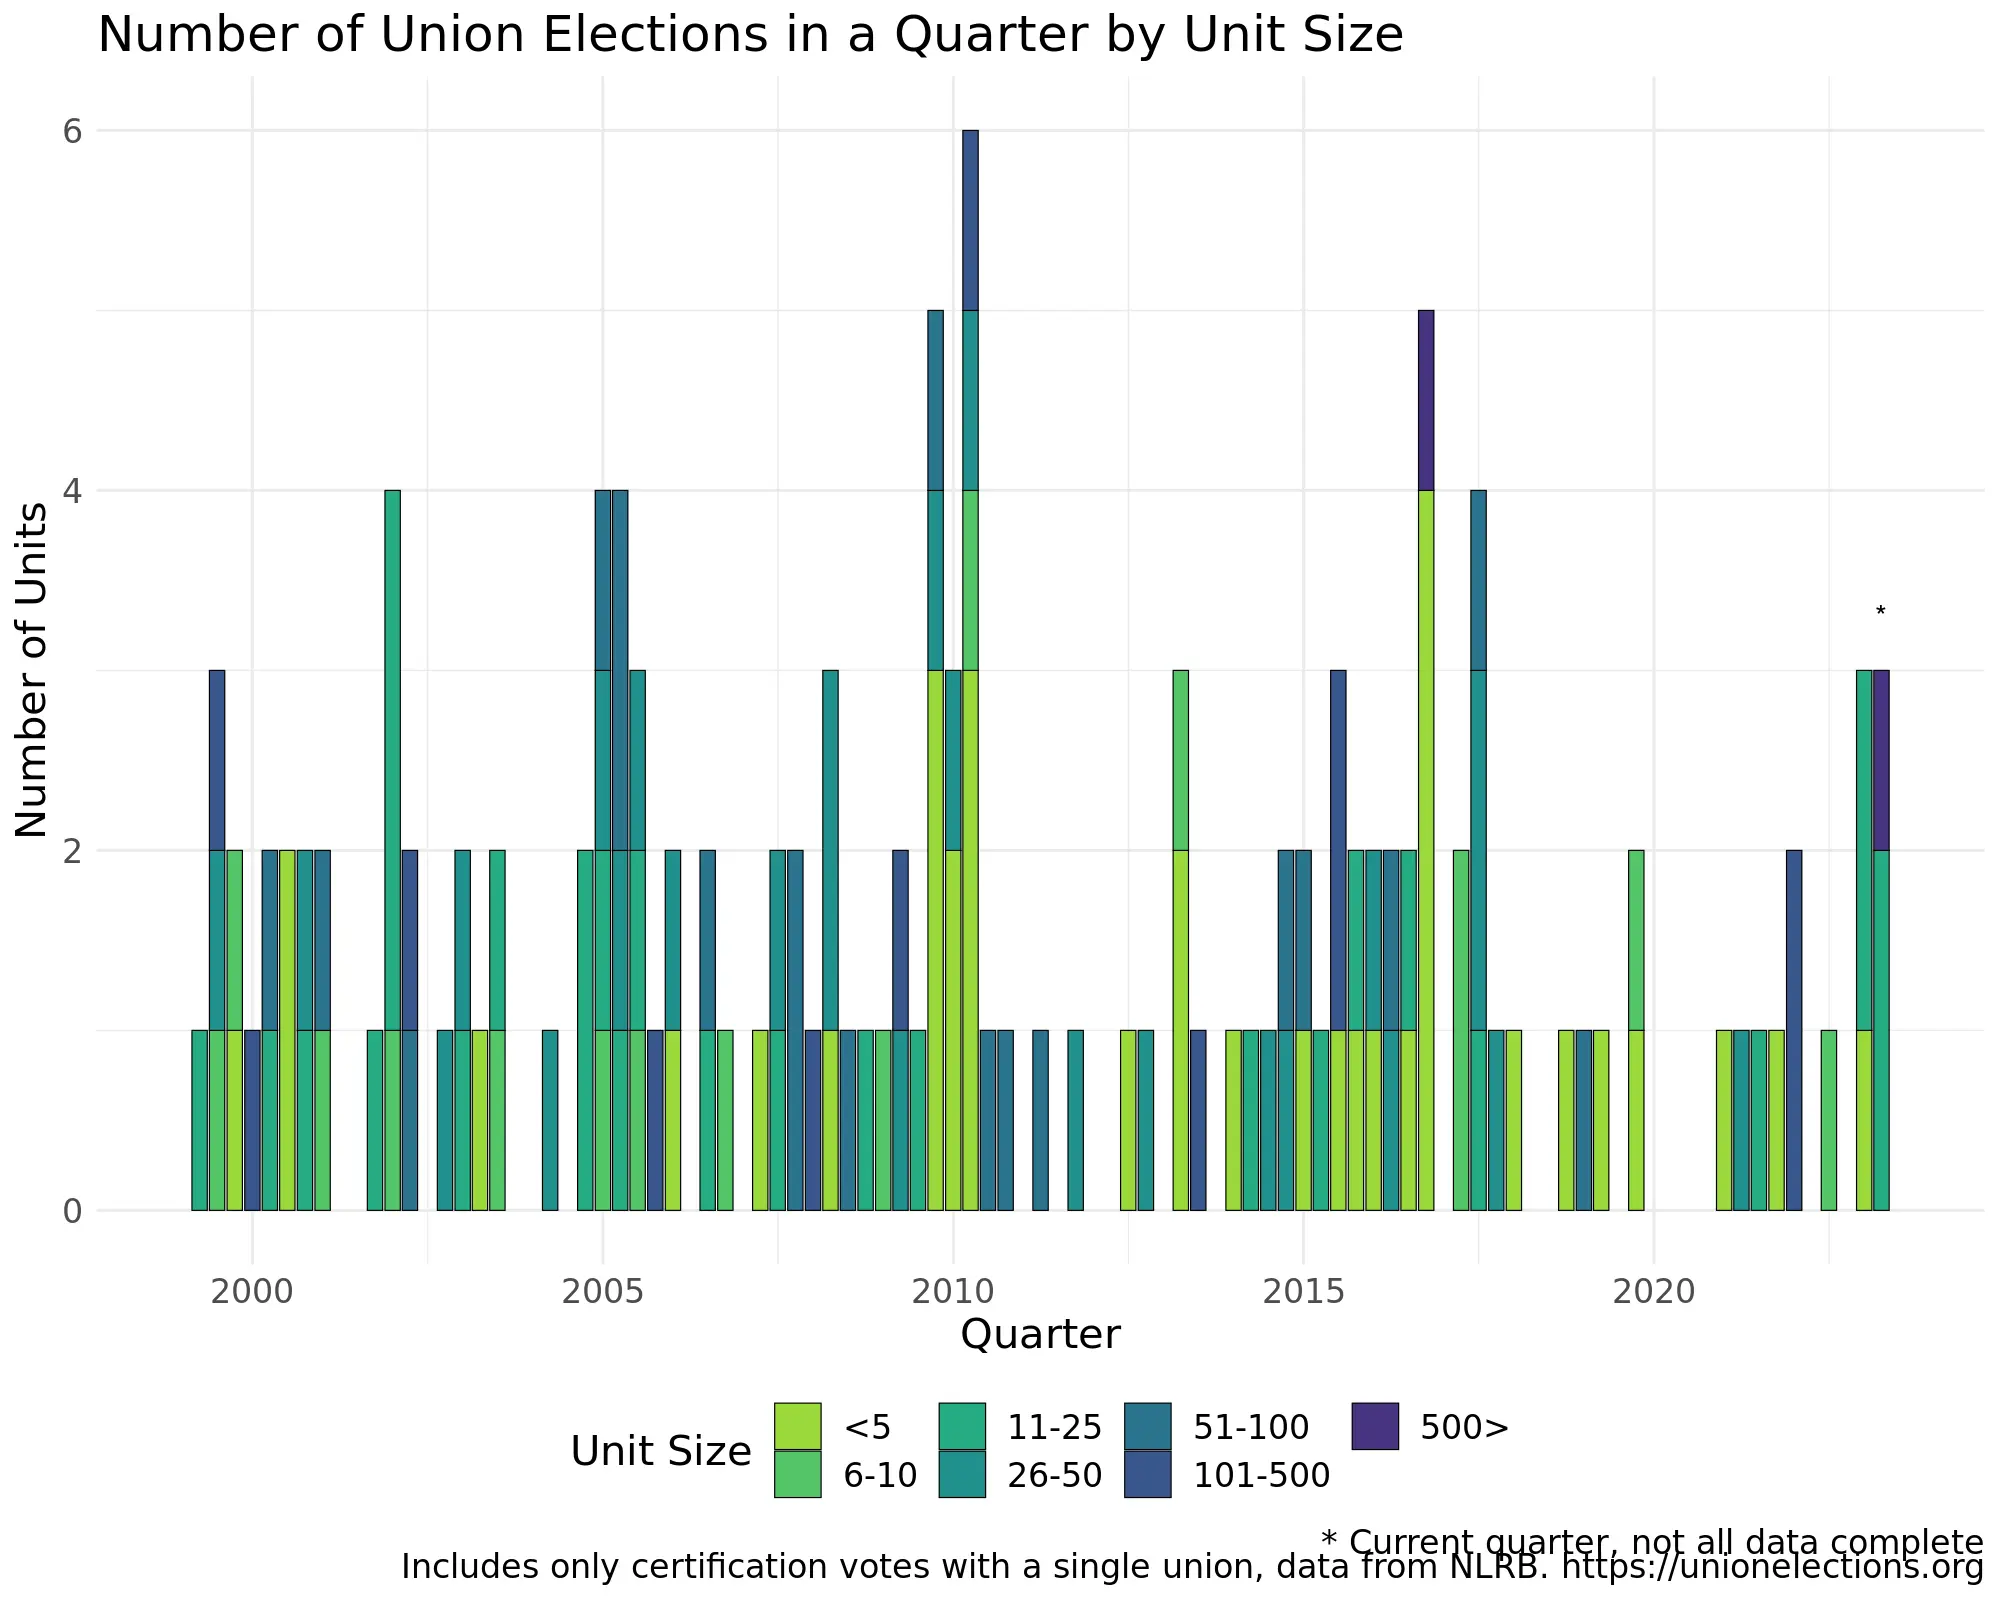 Number of Union Elections in a Quarter by Unit Size
Number of Units
6
4
2
0
*
2000 2005 2010 2015 2020
Quarter
Unit Size
<5 11-25 51-100 500>
6-10 26-50 101-500
* Current quarter, not all data complete
Includes only certification votes with a single union, data from NLRB. https://unionelections.org